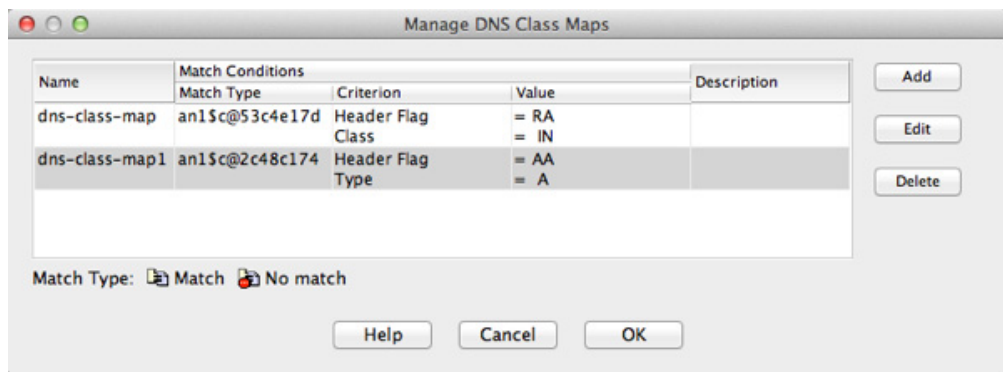 Manage DNS Class Maps
Name
Match Conditions
Description
Match Type Criterion Value
dns-class-map an1$c@53c4e17d Header Flag = RA
Class = IN
dns-class-map1 an1$c@2c48c174 Header Flag = AA
Type = A
Add
Edit
Delete
Match Type: Match No match
Help Cancel OK